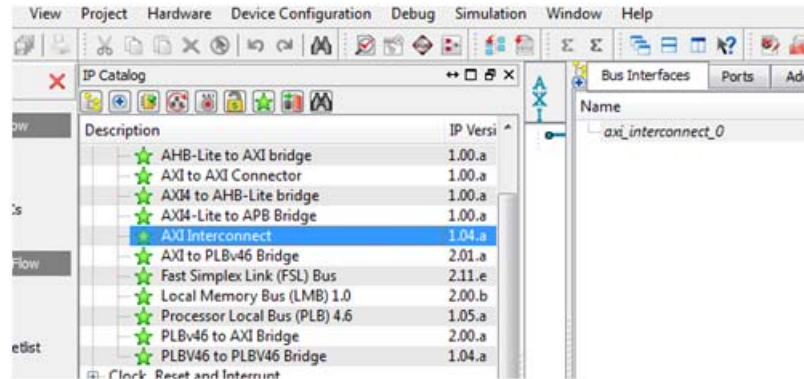 View Project Hardware Device Configuration Debug Simulation Window Help
IP Catalog
Bus Interfaces Ports
Description IP Versi
Name
axi_interconnect_0
AHB-Lite to AXI bridge 1.00.a
AXI to AXI Connector 1.00.a
AXI4 to AHB-Lite bridge 1.00.a
AXI4-Lite to APB Bridge 1.00.a
AXI Interconnect 1.04.a
AXI to PLBv46 Bridge 2.01.a
Fast Simplex Link (FSL) Bus 2.11.e
Local Memory Bus (LMB) 1.0 2.00.b
Processor Local Bus (PLB) 4.6 1.05.a
PLBv46 to AXI Bridge 2.00.a
PLBV46 to PLBV46 Bridge 1.04.a
Clock, Reset and Interrupt
AXI
Flow
etlist